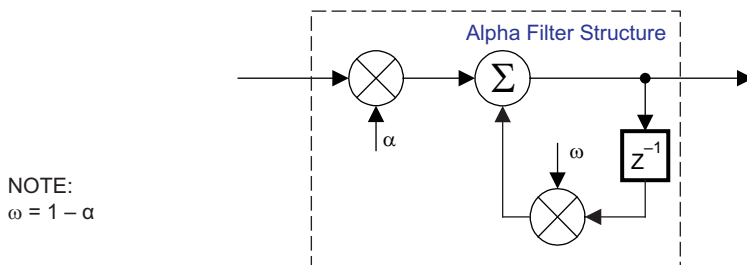 Alpha Filter Structure
Σ
α
ω
Z⁻¹
NOTE:
ω = 1 – α